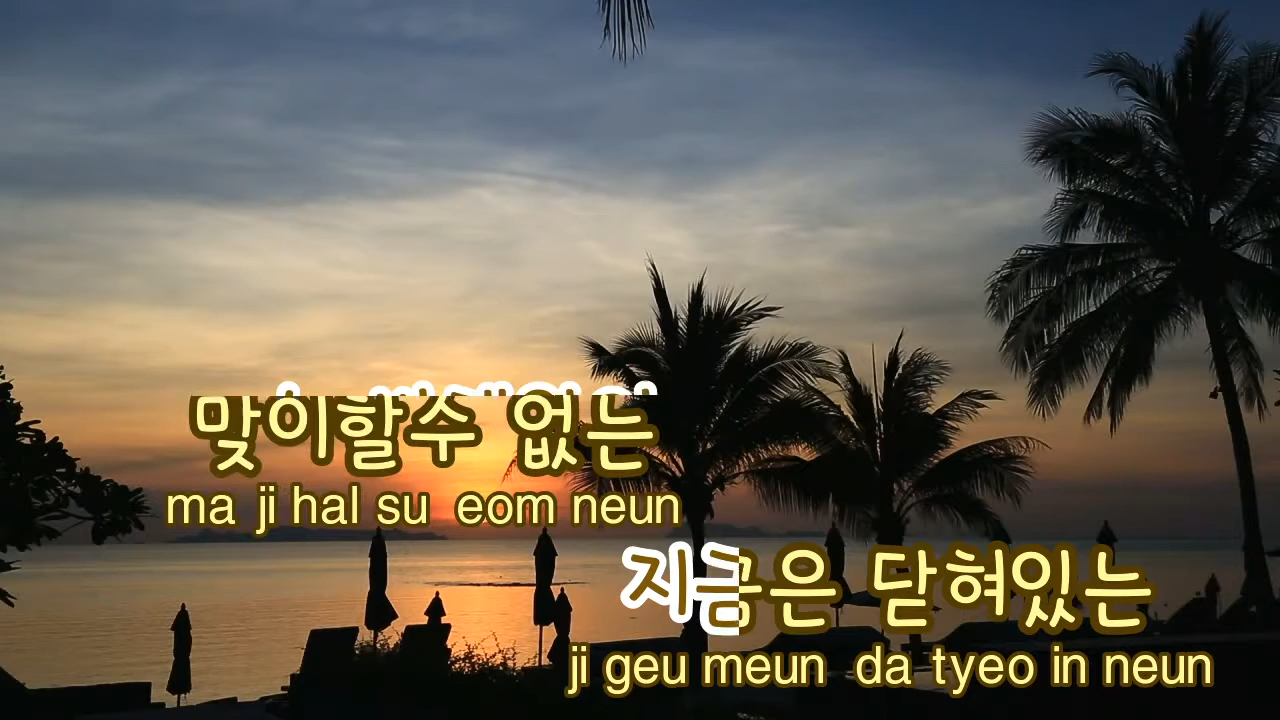 맞이할수 없는
ma ji hal su eom neun
지금은 닫혀있는
ji geu meun da tyeo in neun